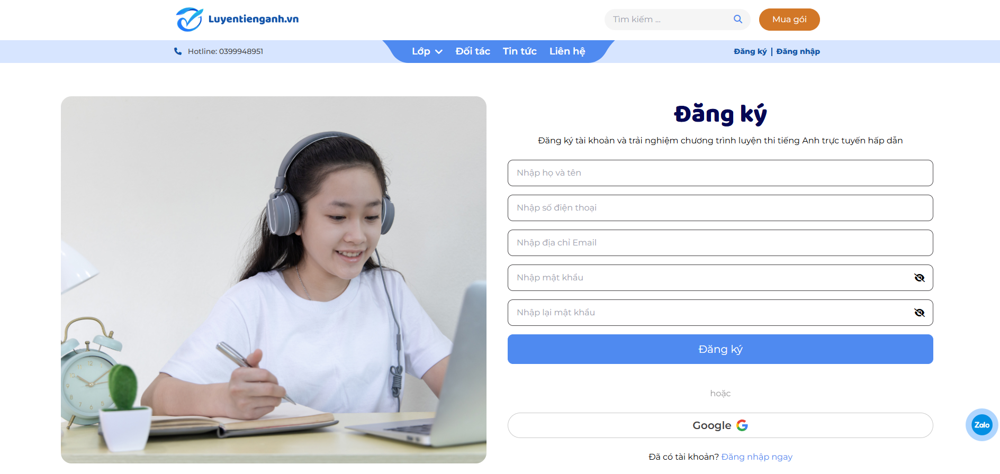 Luyentienganh.vn
Tìm kiếm ...
Mua gói
Hotline: 0399948951
Lớp Đối tác Tin tức Liên hệ
Đăng ký | Đăng nhập
Đăng ký
Đăng ký tài khoản và trải nghiệm chương trình luyện thi tiếng Anh trực tuyến hấp dẫn
Nhập họ và tên
Nhập số điện thoại
Nhập địa chỉ Email
Nhập mật khẩu
Nhập lại mật khẩu
Đăng ký
hoặc
Google
Zalo
Đã có tài khoản? Đăng nhập ngay